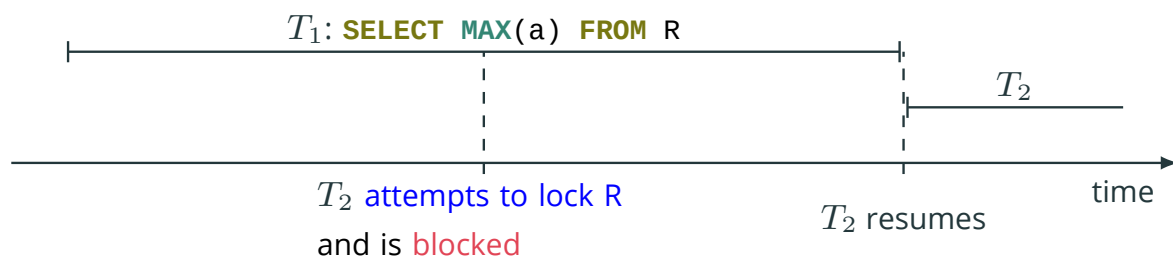 T₁: SELECT MAX(a) FROM R
T₂
time
T₂ attempts to lock R
and is blocked
T₂ resumes